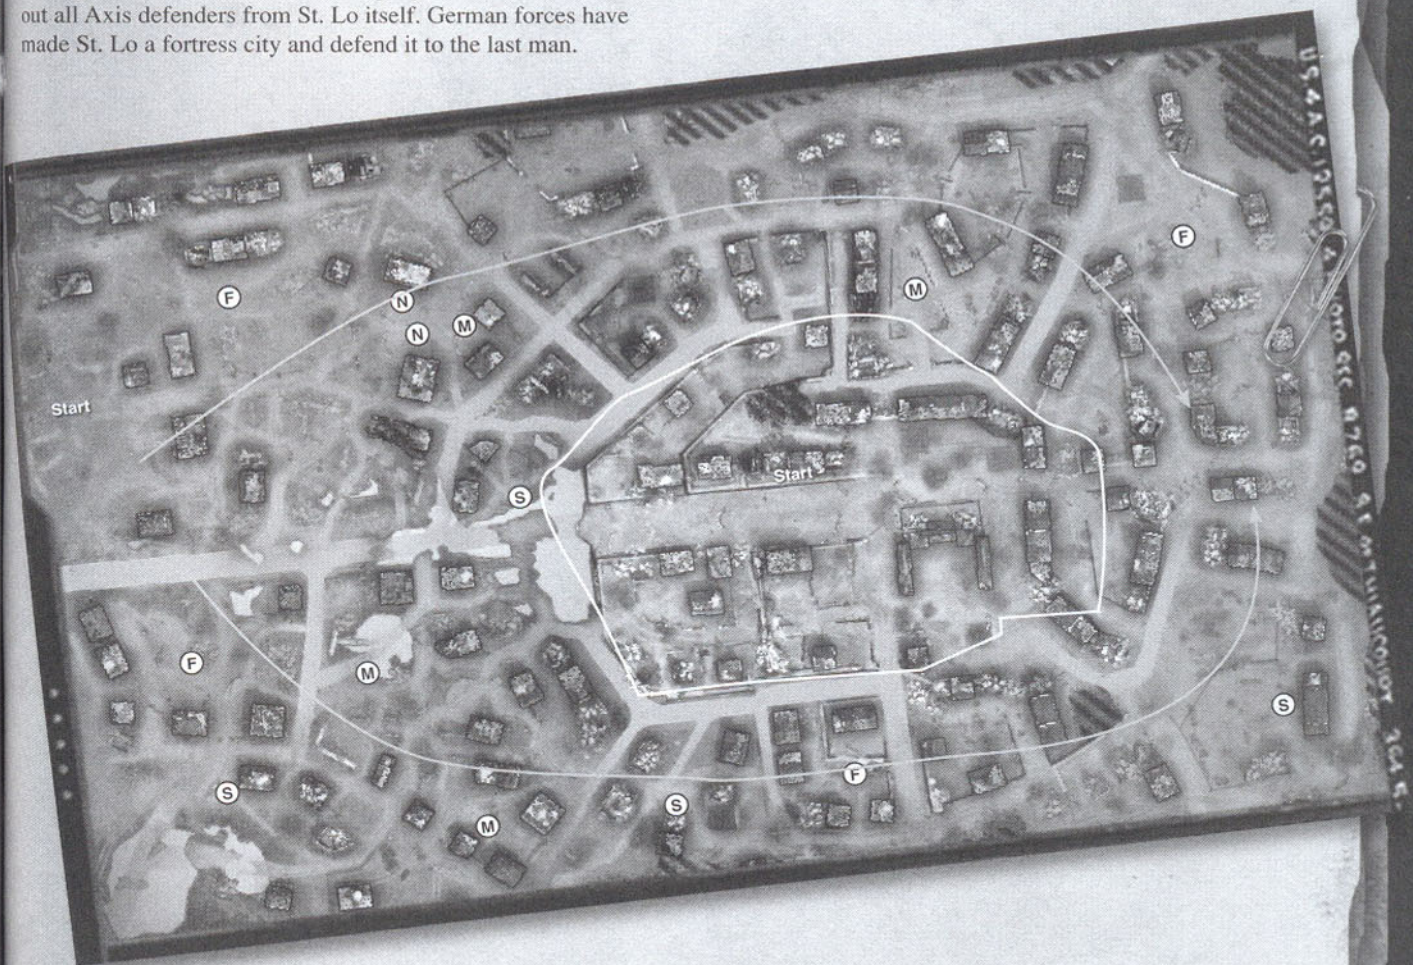 out all Axis defenders from St. Lo itself. German forces have
made St. Lo a fortress city and defend it to the last man.
F
M
F
N
N
M
Start
Start
S
F
M
S
S
F
S
M